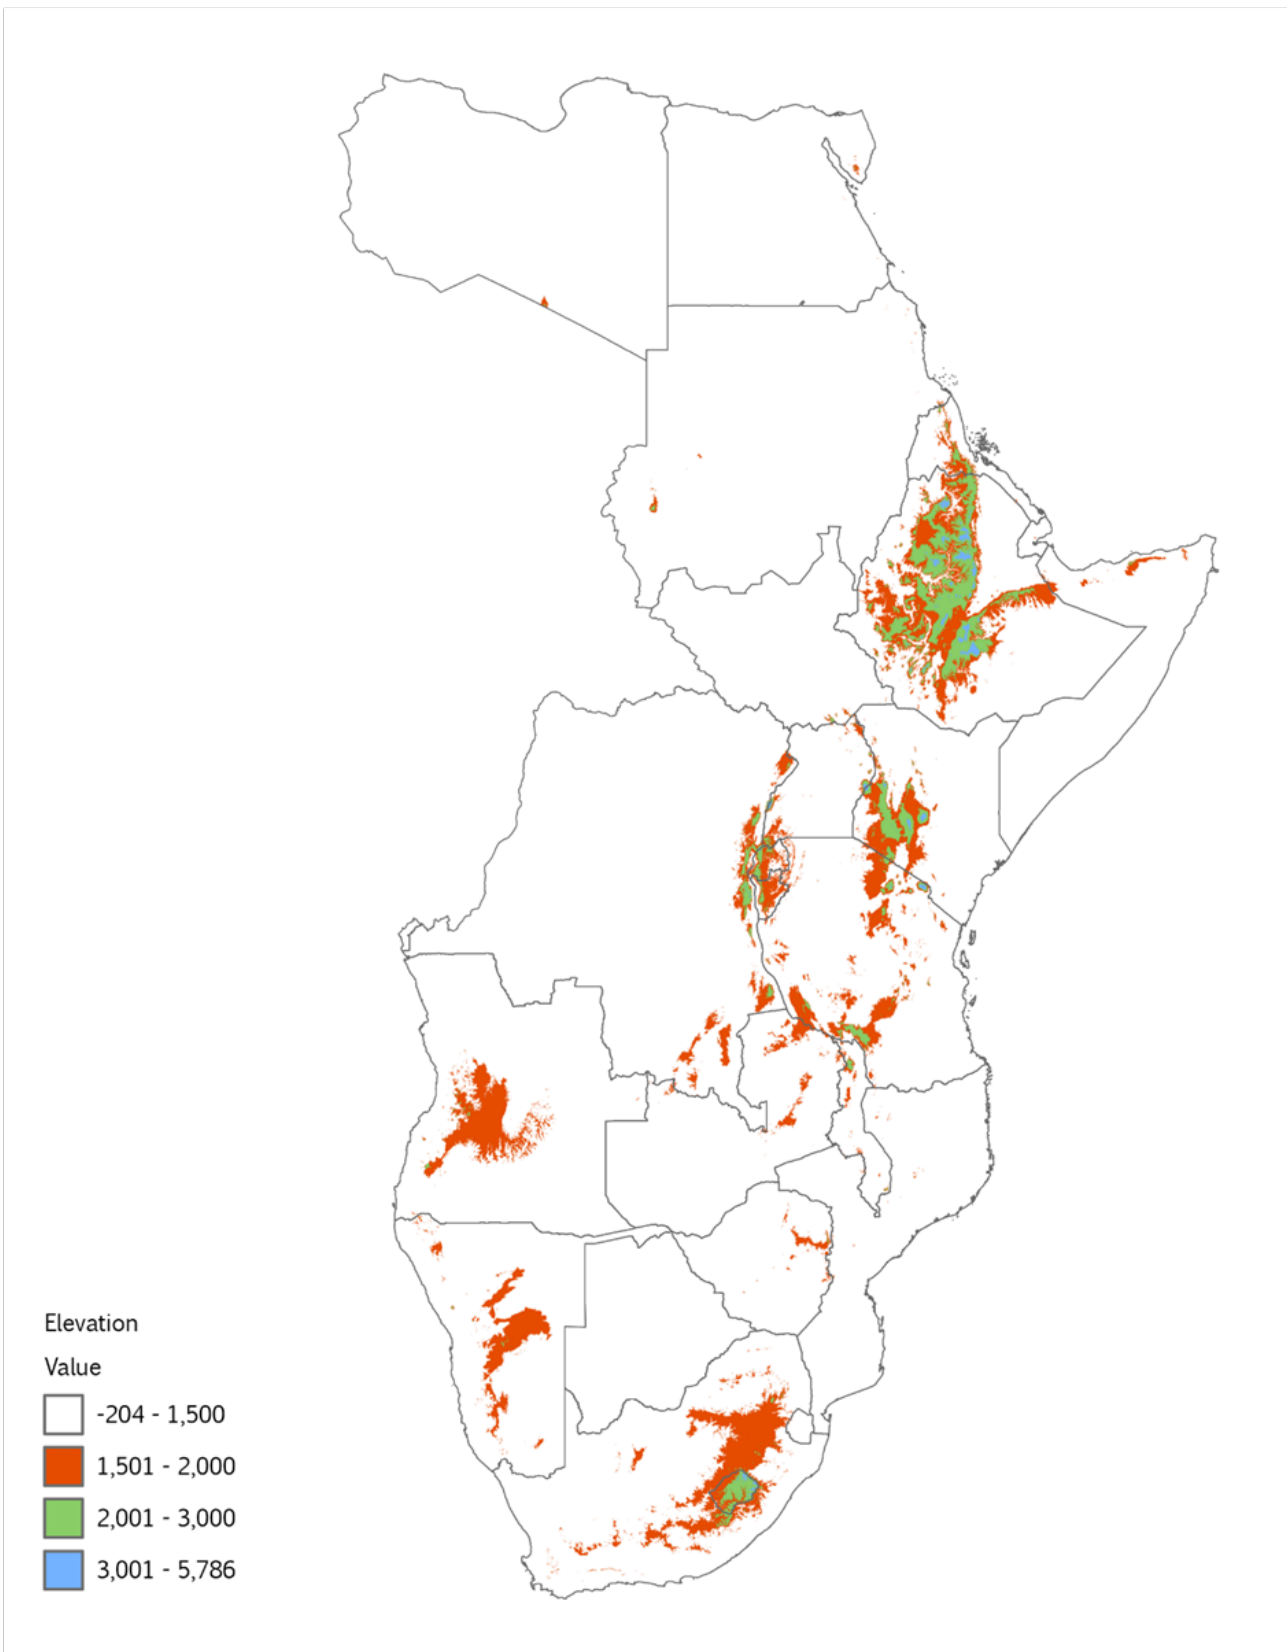 Elevation
Value
-204 - 1,500
1,501 - 2,000
2,001 - 3,000
3,001 - 5,786